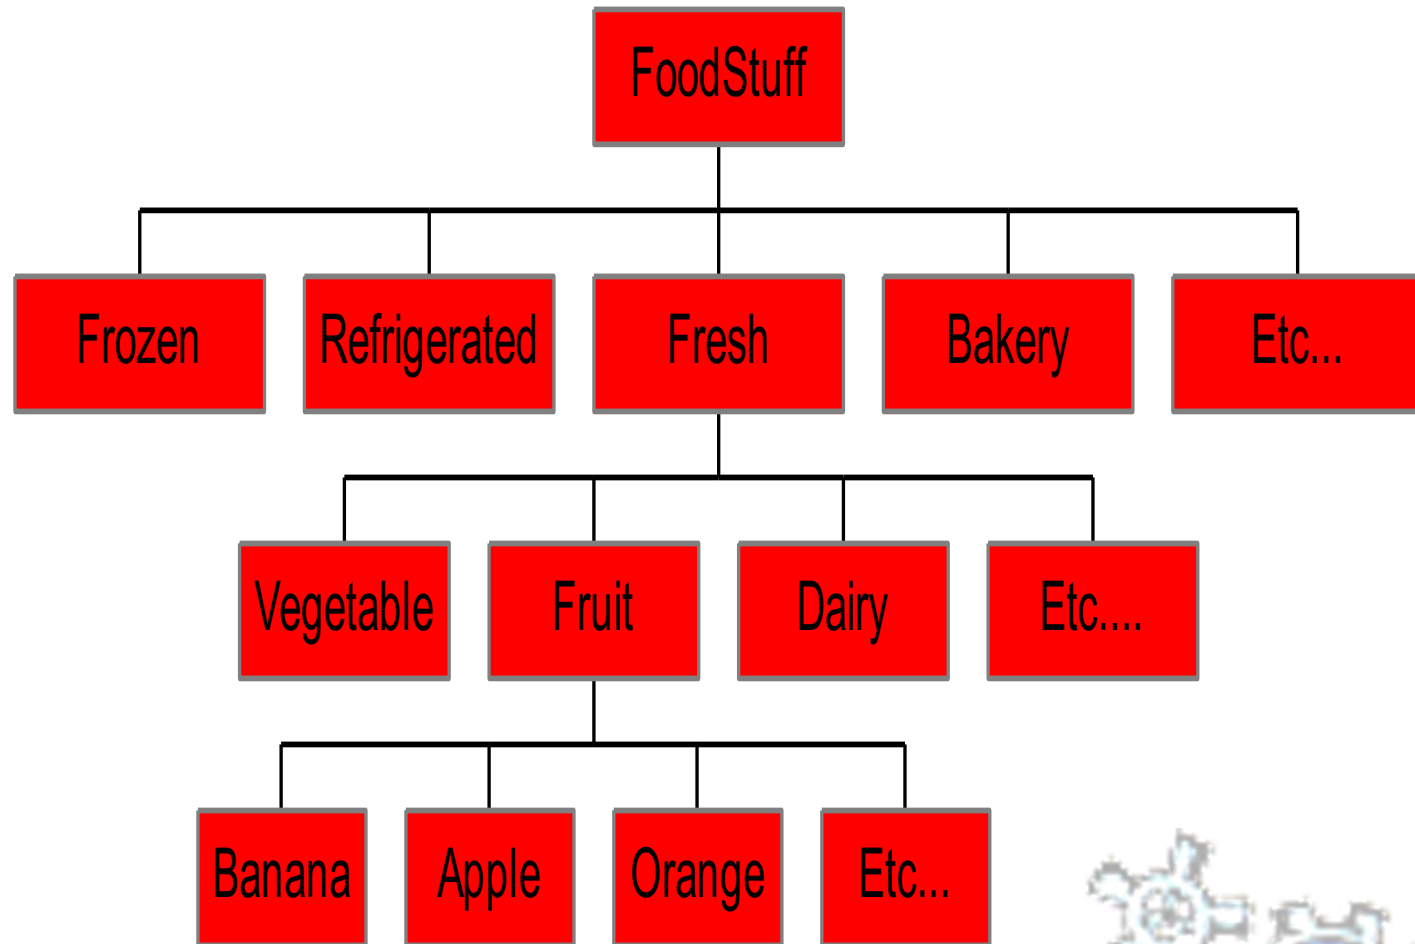 FoodStuff
Frozen
Refrigerated
Fresh
Bakery
Etc...
Vegetable
Fruit
Dairy
Etc....
Banana
Apple
Orange
Etc...